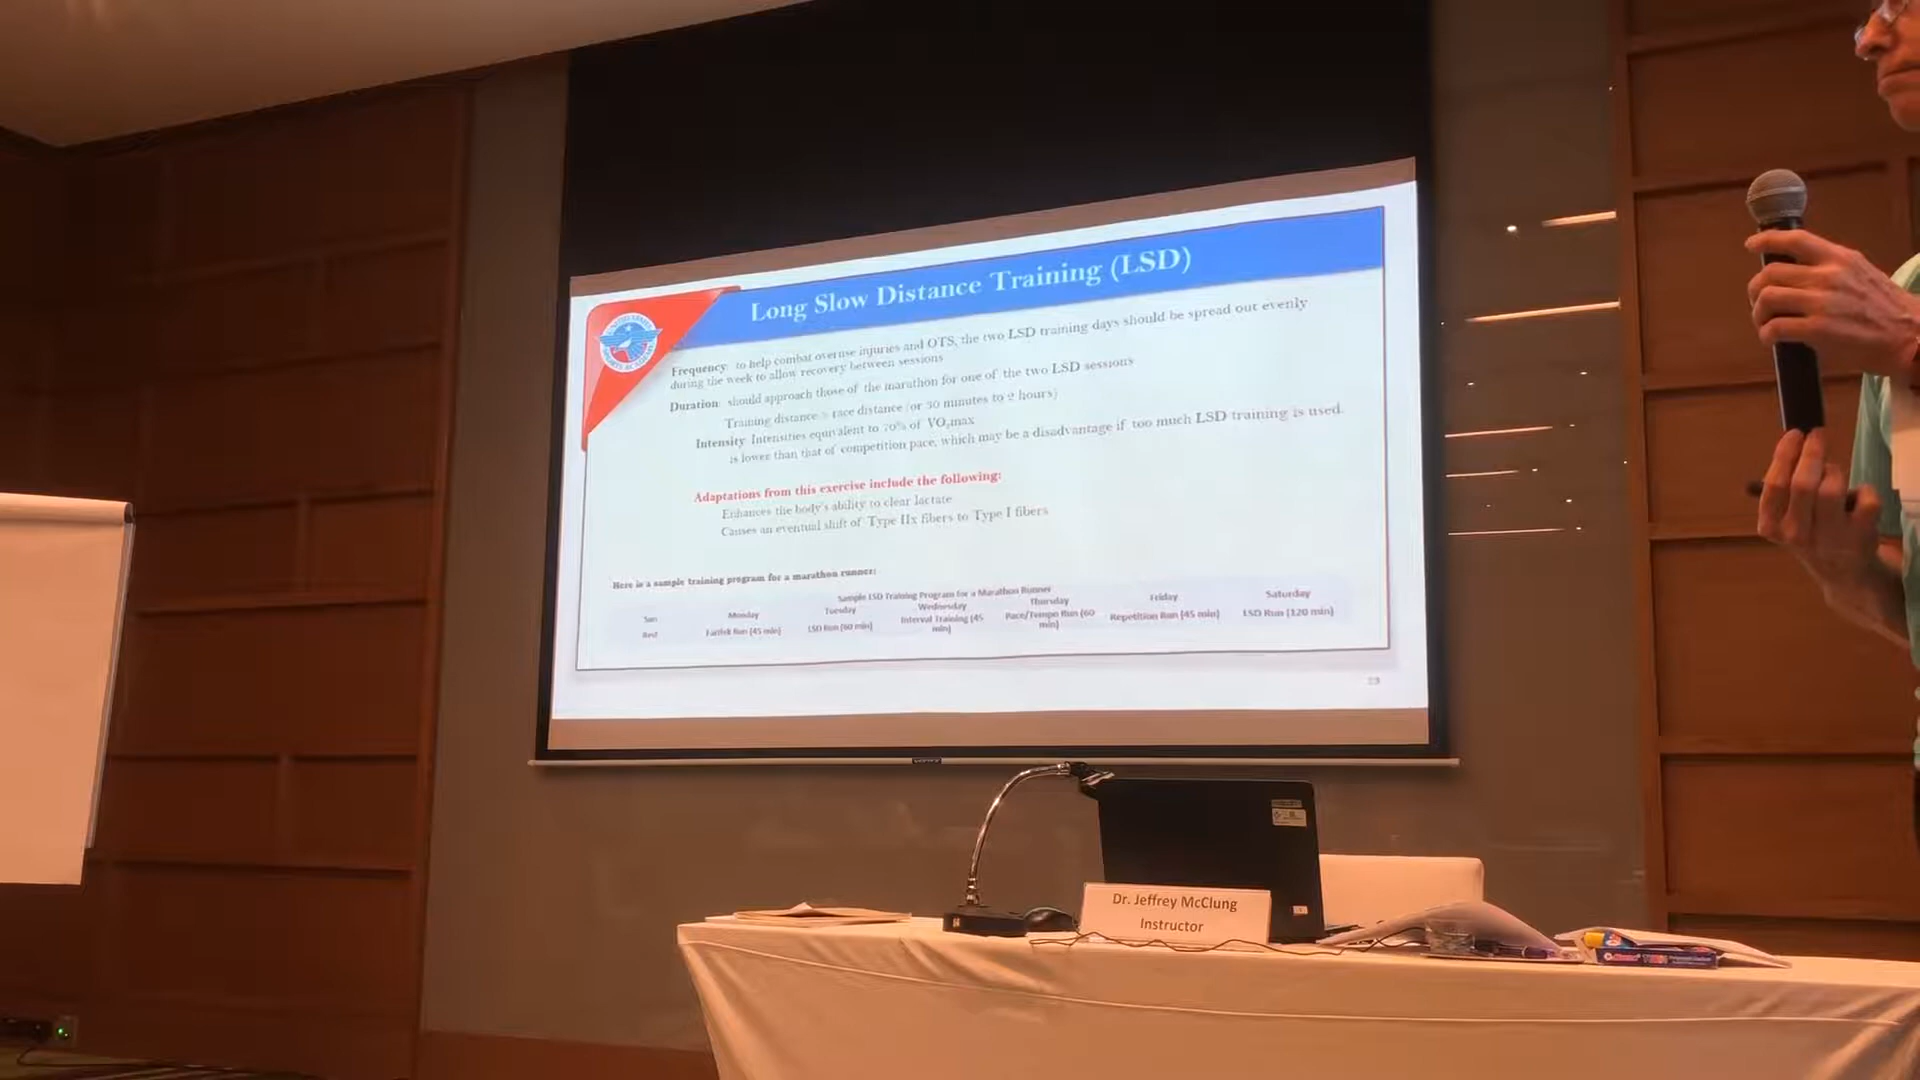 Long Slow Distance Training (LSD)
UNITED STATES
SPORTS ACADEMY
Frequency: to help combat overuse injuries and OTS, the two LSD training days should be spread out evenly
during the week to allow recovery between sessions
Duration: should approach those of the marathon for one of the two LSD sessions
Training distance > race distance (or 30 minutes to 2 hours)
Intensity: Intensities equivalent to 70% of VO2max
is lower than that of competition pace, which may be a disadvantage if too much LSD training is used.
Adaptations from this exercise include the following:
Enhances the body's ability to clear lactate
Causes an eventual shift of Type IIx fibers to Type I fibers
Here is a sample training program for a marathon runner:
Sample LSD Training Program for a Marathon Runner
Sun Monday Tuesday Wednesday Thursday Friday Saturday
Rest Fartlek Run (45 min) LSD Run (60 min) Interval Training (45 min) Pace/Tempo Run (60 min) Repetition Run (45 min) LSD Run (120 min)
Dr. Jeffrey McClung
Instructor